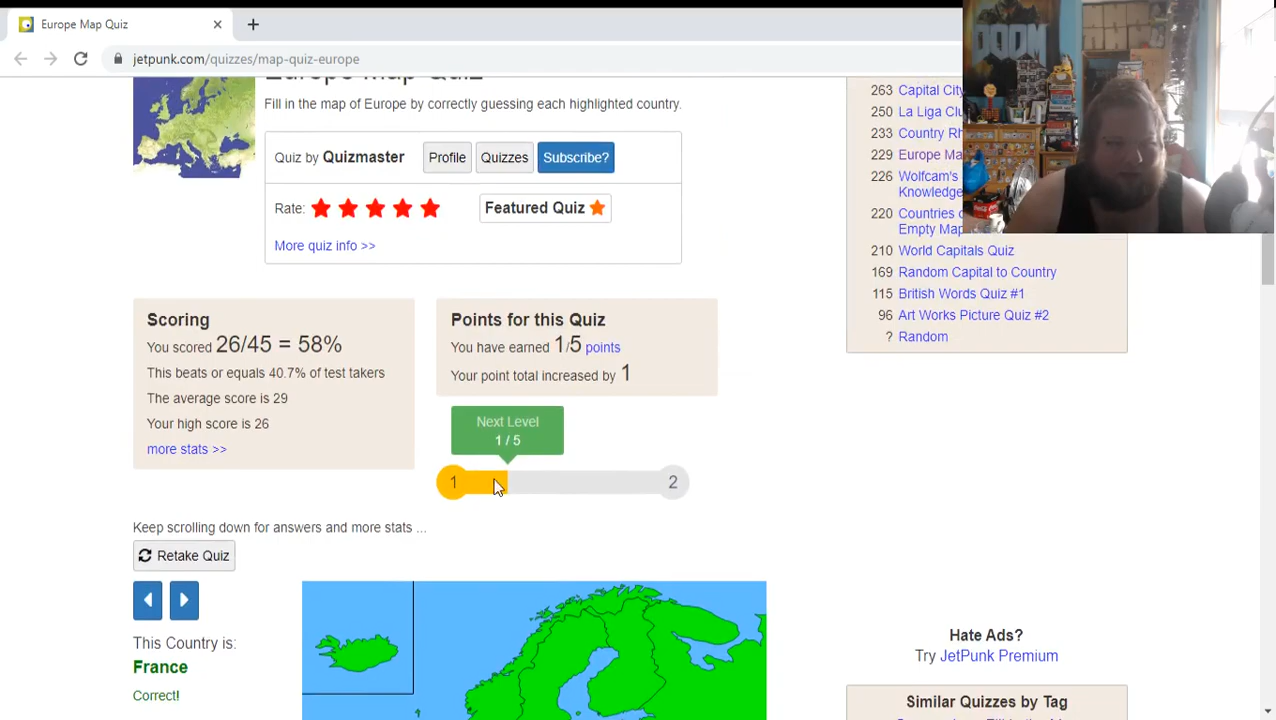 Europe Map Quiz
jetpunk.com/quizzes/map-quiz-europe
Europe Map Quiz
Fill in the map of Europe by correctly guessing each highlighted country.
Quiz by Quizmaster Profile Quizzes Subscribe?
Rate: Featured Quiz
More quiz info >>
Scoring
You scored 26/45 = 58%
This beats or equals 40.7% of test takers
The average score is 29
Your high score is 26
more stats >>
Points for this Quiz
You have earned 1/5 points
Your point total increased by 1
Next Level
1 / 5
1 2
Keep scrolling down for answers and more stats ...
Retake Quiz
This Country is:
France
Correct!
DOOM
263 Capital City
250 La Liga Clu
233 Country Rh
229 Europe Ma
226 Wolfcam's
Knowledge
220 Countries
Empty Map
210 World Capitals Quiz
169 Random Capital to Country
115 British Words Quiz #1
96 Art Works Picture Quiz #2
? Random
Hate Ads?
Try JetPunk Premium
Similar Quizzes by Tag